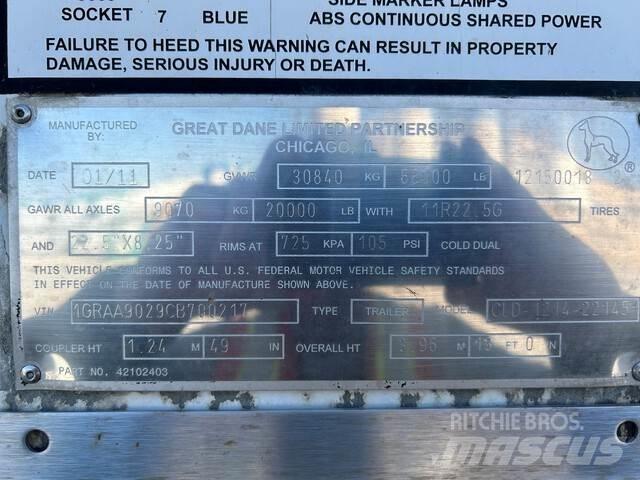 SIDE MARKER LAMPS
SOCKET 7 BLUE ABS CONTINUOUS SHARED POWER
FAILURE TO HEED THIS WARNING CAN RESULT IN PROPERTY
DAMAGE, SERIOUS INJURY OR DEATH.
MANUFACTURED BY: GREAT DANE LIMITED PARTNERSHIP
CHICAGO, IL
DATE 01/11 GVWR 30840 KG LB 12150018
GAWR ALL AXLES 9070 KG 20000 LB WITH 11R22.5G TIRES
AND 22.5"X8.25" RIMS AT 725 KPA 105 PSI COLD DUAL
THIS VEHICLE CONFORMS TO ALL U.S. FEDERAL MOTOR VEHICLE SAFETY STANDARDS
IN EFFECT ON THE DATE OF MANUFACTURE SHOWN ABOVE.
VIN 1GRAA9029CB700217 TYPE TRAILER MODEL
COUPLER HT 1.24 M 49 IN OVERALL HT 3.96 M 13 FT 0 IN
PART NO. 42102403
RITCHIE BROS.
MASCUS